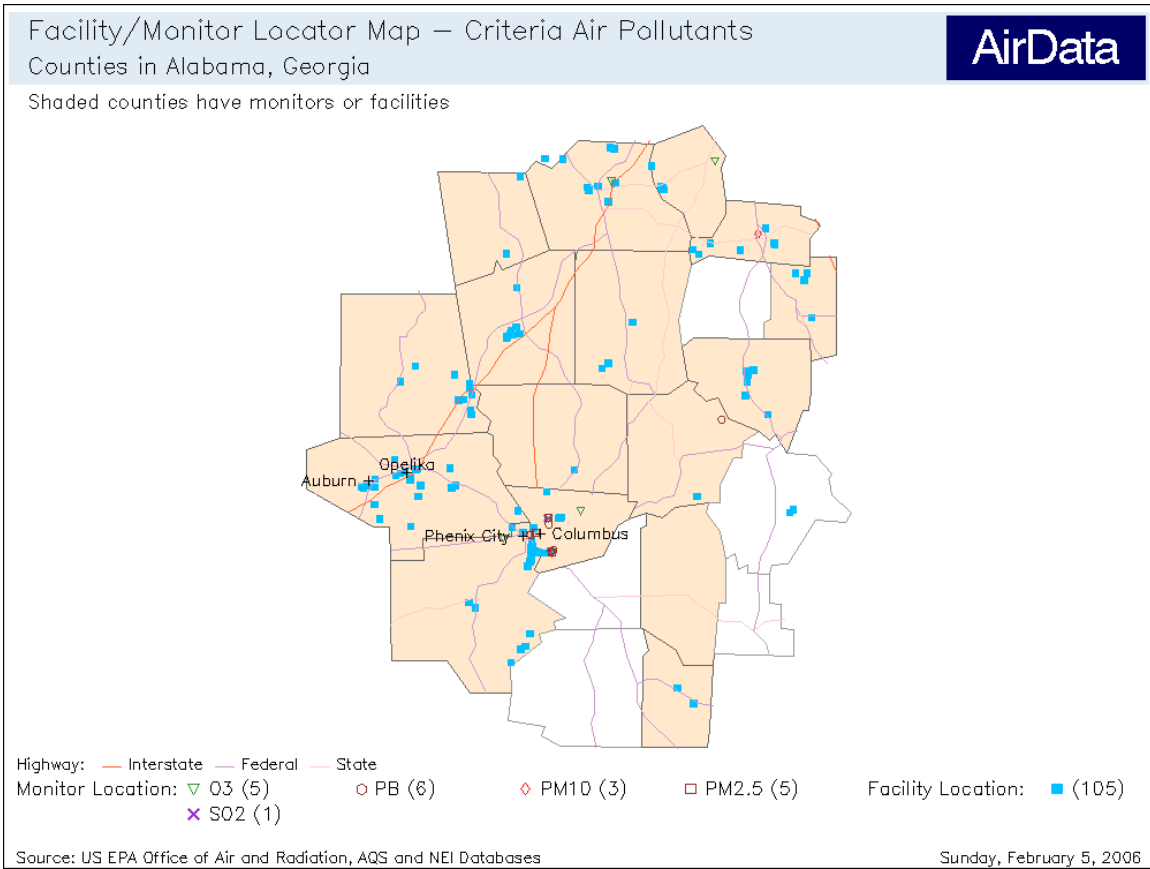 Facility/Monitor Locator Map – Criteria Air Pollutants
AirData
Counties in Alabama, Georgia
Shaded counties have monitors or facilities
Opelika
Auburn
Phenix City
Columbus
Highway: Interstate Federal State
Monitor Location: O3 (5) PB (6) PM10 (3) PM2.5 (5) Facility Location: (105)
SO2 (1)
Source: US EPA Office of Air and Radiation, AQS and NEI Databases Sunday, February 5, 2006